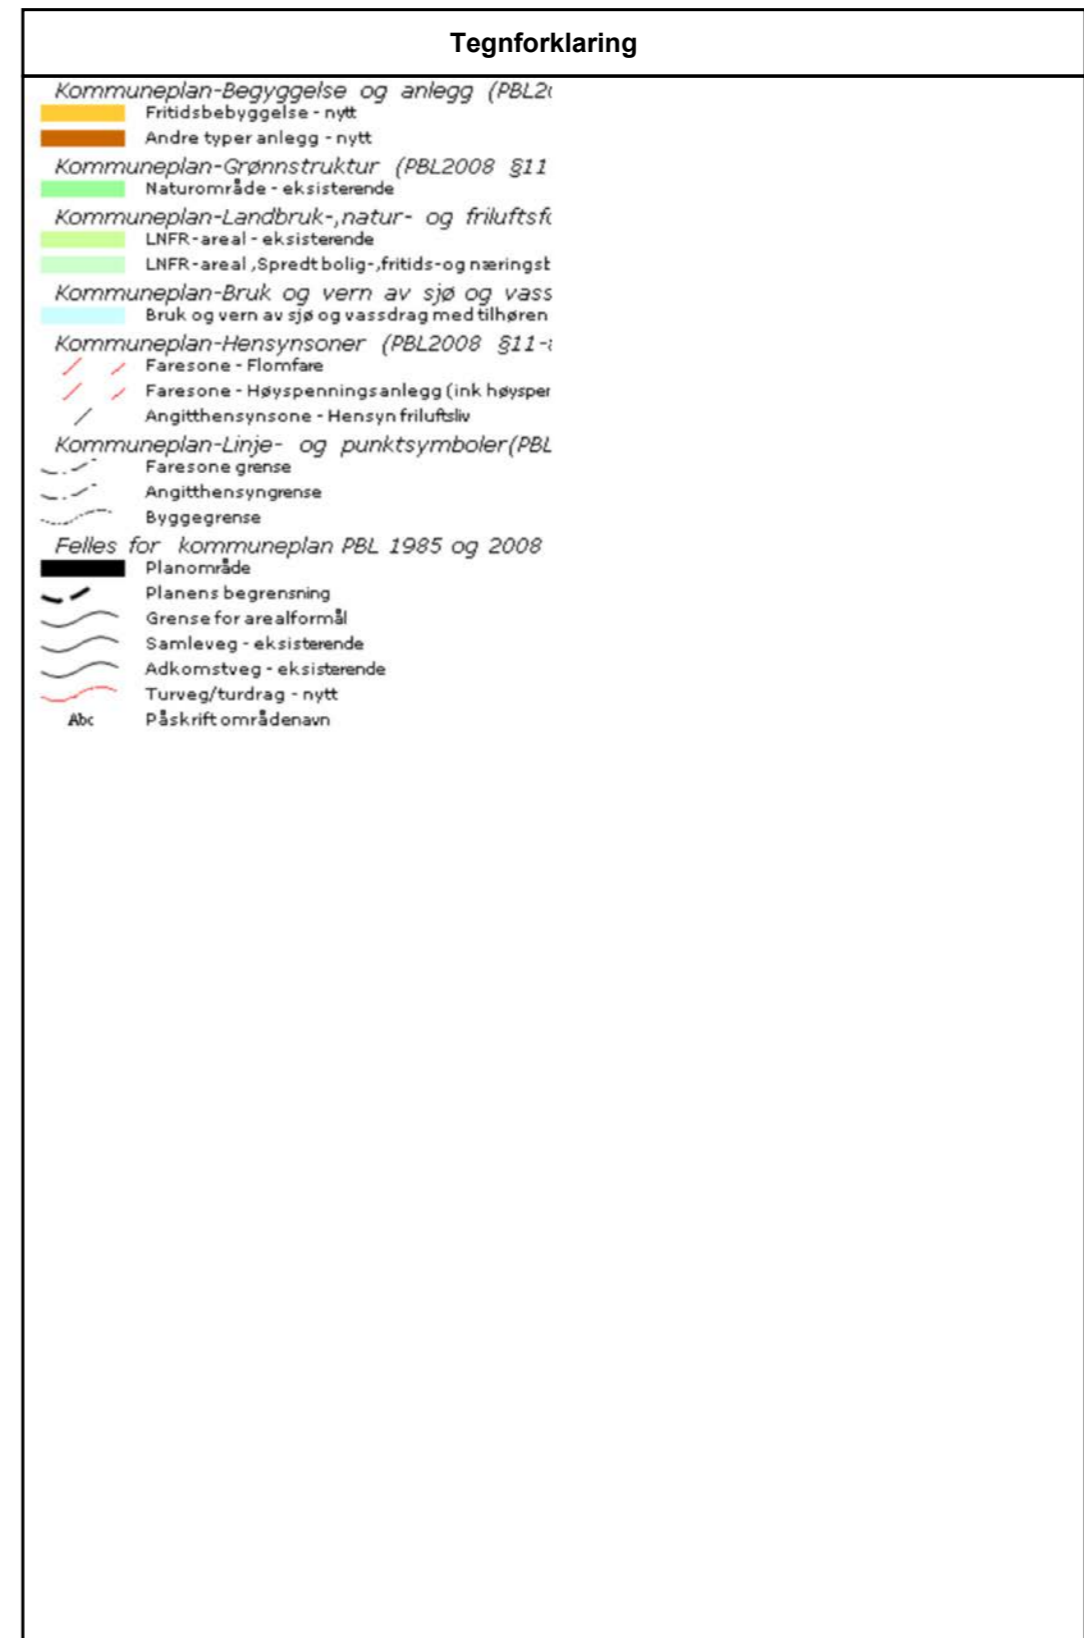 Tegnforklaring
Kommuneplan-Begyggelse og anlegg (PBL20
Fritidsbebyggelse - nytt
Andre typer anlegg - nytt
Kommuneplan-Grønnstruktur (PBL2008 §11
Naturområde - eksisterende
Kommuneplan-Landbruk-,natur- og friluftsfo
LNFR-areal - eksisterende
LNFR-areal ,Spredt bolig-,fritids-og næringsb
Kommuneplan-Bruk og vern av sjø og vass
Bruk og vern av sjø og vassdrag med tilhøren
Kommuneplan-Hensynsoner (PBL2008 §11-8
Faresone - Flomfare
Faresone - Høyspenningsanlegg (ink høyspen
Angitthensynsone - Hensyn friluftsliv
Kommuneplan-Linje- og punktsymboler(PBL
Faresone grense
Angitthensyngrense
Byggegrense
Felles for kommuneplan PBL 1985 og 2008
Planområde
Planens begrensning
Grense for arealformål
Samleveg - eksisterende
Adkomstveg - eksisterende
Turveg/turdrag - nytt
Abc Påskrift områdenavn